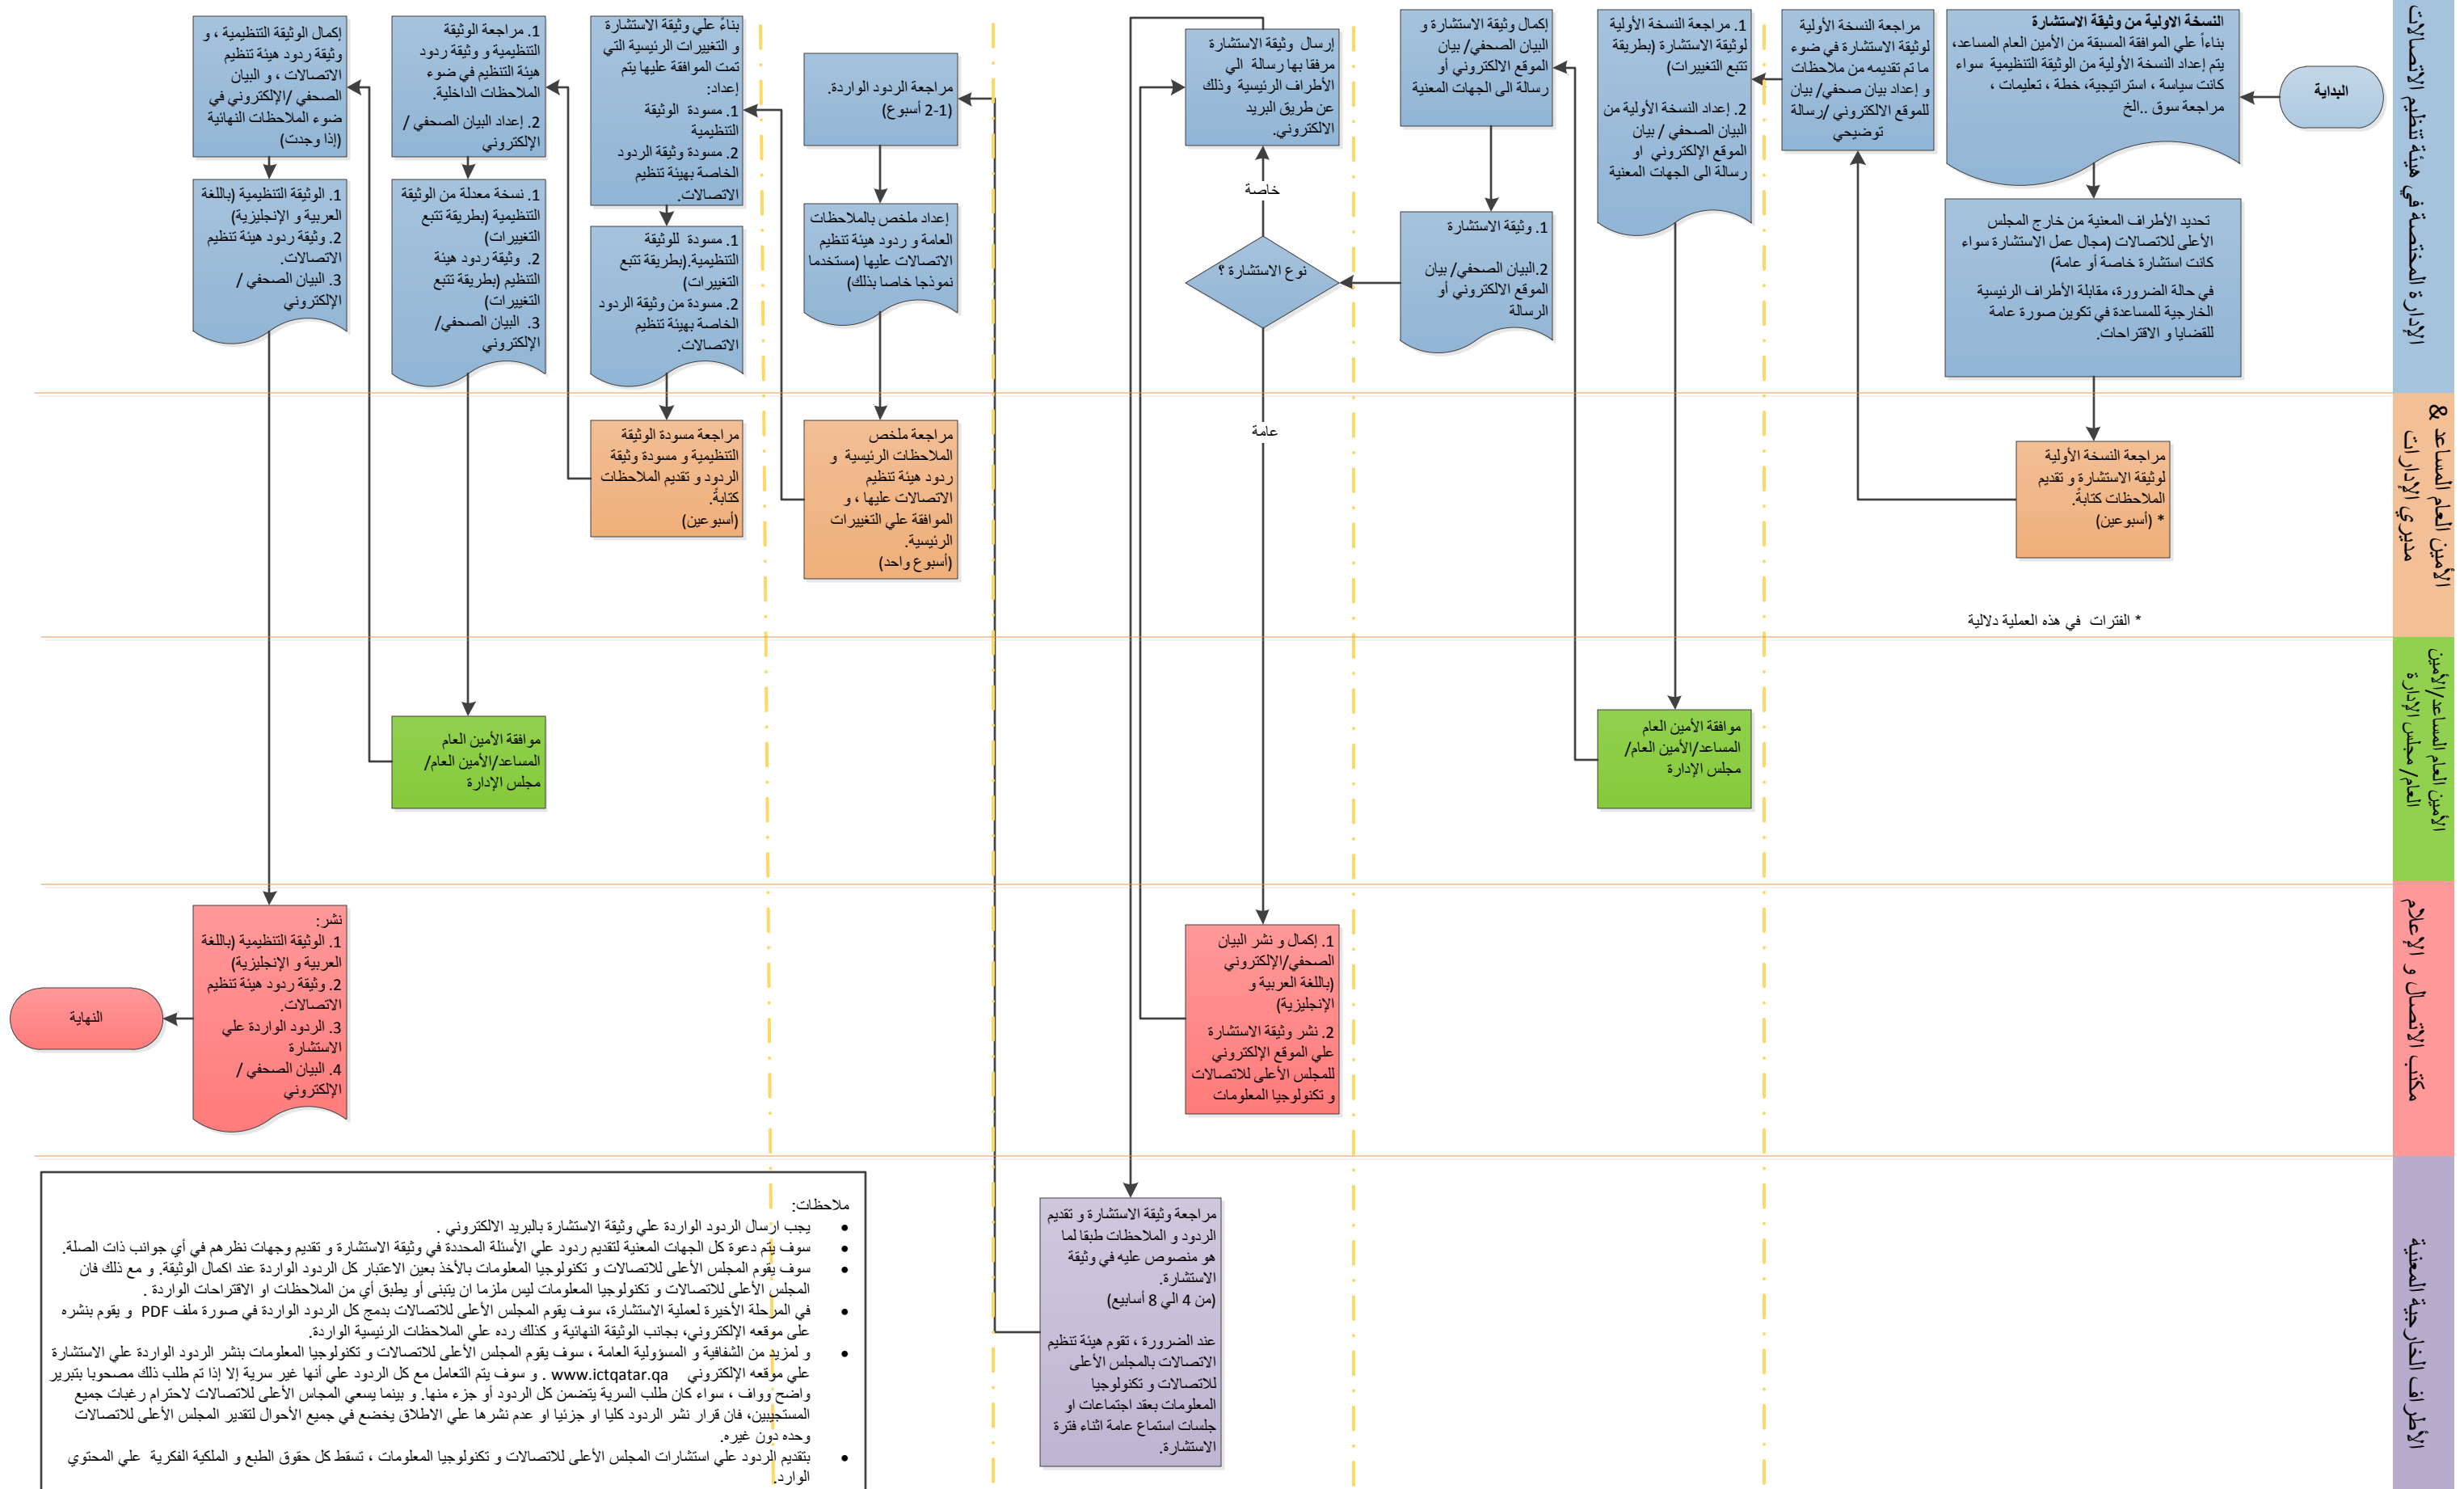 الإدارة المختصة في هيئة تنظيم الاتصالات
البداية
النسخة الاولية من وثيقة الاستشارة
بناءاً علي الموافقة المسبقة من الأمين العام المساعد،
يتم إعداد النسخة الأولية من الوثيقة التنظيمية سواء
كانت سياسة ، استراتيجية، خطة ، تعليمات ،
مراجعة سوق ..الخ
تحديد الأطراف المعنية من خارج المجلس
الأعلى للاتصالات (مجال عمل الاستشارة سواء
كانت استشارة خاصة أو عامة)
في حالة الضرورة، مقابلة الأطراف الرئيسية
الخارجية للمساعدة في تكوين صورة عامة
للقضايا و الاقتراحات.
مراجعة النسخة الأولية
لوثيقة الاستشارة في ضوء
ما تم تقديمه من ملاحظات
و إعداد بيان صحفي/ بيان
للموقع الالكتروني /رسالة
توضيحي
1. مراجعة النسخة الأولية
لوثيقة الاستشارة (بطريقة
تتبع التغييرات)
2. إعداد النسخة الأولية من
البيان الصحفي / بيان
الموقع الإلكتروني او
رسالة الى الجهات المعنية
إكمال وثيقة الاستشارة و
البيان الصحفي/ بيان
الموقع الالكتروني أو
رسالة الى الجهات المعنية
1. وثيقة الاستشارة
2.البيان الصحفي/ بيان
الموقع الالكتروني أو
الرسالة
إرسال وثيقة الاستشارة
مرفقا بها رسالة الي
الأطراف الرئيسية وذلك
عن طريق البريد
الالكتروني.
خاصة
نوع الاستشارة ؟
عامة
مراجعة الردود الواردة.
(1-2 أسبوع)
إعداد ملخص بالملاحظات
العامة و ردود هيئة تنظيم
الاتصالات عليها (مستخدما
نموذجا خاصا بذلك)
بناءً علي وثيقة الاستشارة
و التغييرات الرئيسية التي
تمت الموافقة عليها يتم
إعداد:
1. مسودة الوثيقة
التنظيمية
2. مسودة وثيقة الردود
الخاصة بهيئة تنظيم
الاتصالات.
1. مسودة للوثيقة
التنظيمية.(بطريقة تتبع
التغييرات)
2. مسودة من وثيقة الردود
الخاصة بهيئة تنظيم
الاتصالات.
1. مراجعة الوثيقة
التنظيمية و وثيقة ردود
هيئة التنظيم في ضوء
الملاحظات الداخلية.
2. إعداد البيان الصحفي /
الإلكتروني
1. نسخة معدلة من الوثيقة
التنظيمية (بطريقة تتبع
التغييرات)
2. وثيقة ردود هيئة
التنظيم (بطريقة تتبع
التغييرات)
3. البيان الصحفي/
الإلكتروني
إكمال الوثيقة التنظيمية ، و
وثيقة ردود هيئة تنظيم
الاتصالات ، و البيان
الصحفي /الإلكتروني في
ضوء الملاحظات النهائية
(إذا وجدت)
1. الوثيقة التنظيمية (باللغة
العربية و الإنجليزية)
2. وثيقة ردود هيئة تنظيم
الاتصالات.
3. البيان الصحفي /
الإلكتروني
الأمين العام المساعد &
مديري الإدارات
مراجعة النسخة الأولية
لوثيقة الاستشارة و تقديم
الملاحظات كتابةً.
* (أسبوعين)
* الفترات في هذه العملية دلالية
مراجعة ملخص
الملاحظات الرئيسية و
ردود هيئة تنظيم
الاتصالات عليها ، و
الموافقة علي التغييرات
الرئيسية.
(أسبوع واحد)
مراجعة مسودة الوثيقة
التنظيمية و مسودة وثيقة
الردود و تقديم الملاحظات
كتابةً.
(أسبوعين)
الأمين العام المساعد/الأمين
العام/ مجلس الإدارة
موافقة الأمين العام
المساعد/الأمين العام/
مجلس الإدارة
موافقة الأمين العام
المساعد/الأمين العام/
مجلس الإدارة
مكتب الاتصال و الإعلام
1. إكمال و نشر البيان
الصحفي/الإلكتروني
(باللغة العربية و
الإنجليزية)
2. نشر وثيقة الاستشارة
علي الموقع الإلكتروني
للمجلس الأعلى للاتصالات
و تكنولوجيا المعلومات
نشر:
1. الوثيقة التنظيمية (باللغة
العربية و الإنجليزية)
2. وثيقة ردود هيئة تنظيم
الاتصالات.
3. الردود الواردة علي
الاستشارة
4. البيان الصحفي /
الإلكتروني
النهاية
الأطراف الخارجية المعنية
مراجعة وثيقة الاستشارة و تقديم
الردود و الملاحظات طبقا لما
هو منصوص عليه في وثيقة
الاستشارة.
(من 4 الي 8 أسابيع)
عند الضرورة ، تقوم هيئة تنظيم
الاتصالات بالمجلس الأعلى
للاتصالات و تكنولوجيا
المعلومات بعقد اجتماعات او
جلسات استماع عامة اثناء فترة
الاستشارة.
ملاحظات:
• يجب ارسال الردود الواردة علي وثيقة الاستشارة بالبريد الالكتروني .
• سوف يتم دعوة كل الجهات المعنية لتقديم ردود علي الأسئلة المحددة في وثيقة الاستشارة و تقديم وجهات نظرهم في أي جوانب ذات الصلة.
• سوف يقوم المجلس الأعلى للاتصالات و تكنولوجيا المعلومات بالأخذ بعين الاعتبار كل الردود الواردة عند اكمال الوثيقة. و مع ذلك فان
المجلس الأعلى للاتصالات و تكنولوجيا المعلومات ليس ملزما ان يتبنى أو يطبق أي من الملاحظات او الاقتراحات الواردة .
• في المرحلة الأخيرة لعملية الاستشارة، سوف يقوم المجلس الأعلى للاتصالات بدمج كل الردود الواردة في صورة ملف PDF و يقوم بنشره
على موقعه الإلكتروني، بجانب الوثيقة النهائية و كذلك رده علي الملاحظات الرئيسية الواردة.
• و لمزيد من الشفافية و المسؤولية العامة ، سوف يقوم المجلس الأعلى للاتصالات و تكنولوجيا المعلومات بنشر الردود الواردة علي الاستشارة
علي موقعه الإلكتروني www.ictqatar.qa . و سوف يتم التعامل مع كل الردود علي أنها غير سرية إلا إذا تم طلب ذلك مصحوبا بتبرير
واضح وواف ، سواء كان طلب السرية يتضمن كل الردود أو جزء منها. و بينما يسعي المجاس الأعلى للاتصالات لاحترام رغبات جميع
المستجيبين، فان قرار نشر الردود كليا او جزئيا او عدم نشرها علي الاطلاق يخضع في جميع الأحوال لتقدير المجلس الأعلى للاتصالات
وحده دون غيره.
• بتقديم الردود علي استشارات المجلس الأعلى للاتصالات و تكنولوجيا المعلومات ، تسقط كل حقوق الطبع و الملكية الفكرية علي المحتوي
الوارد.